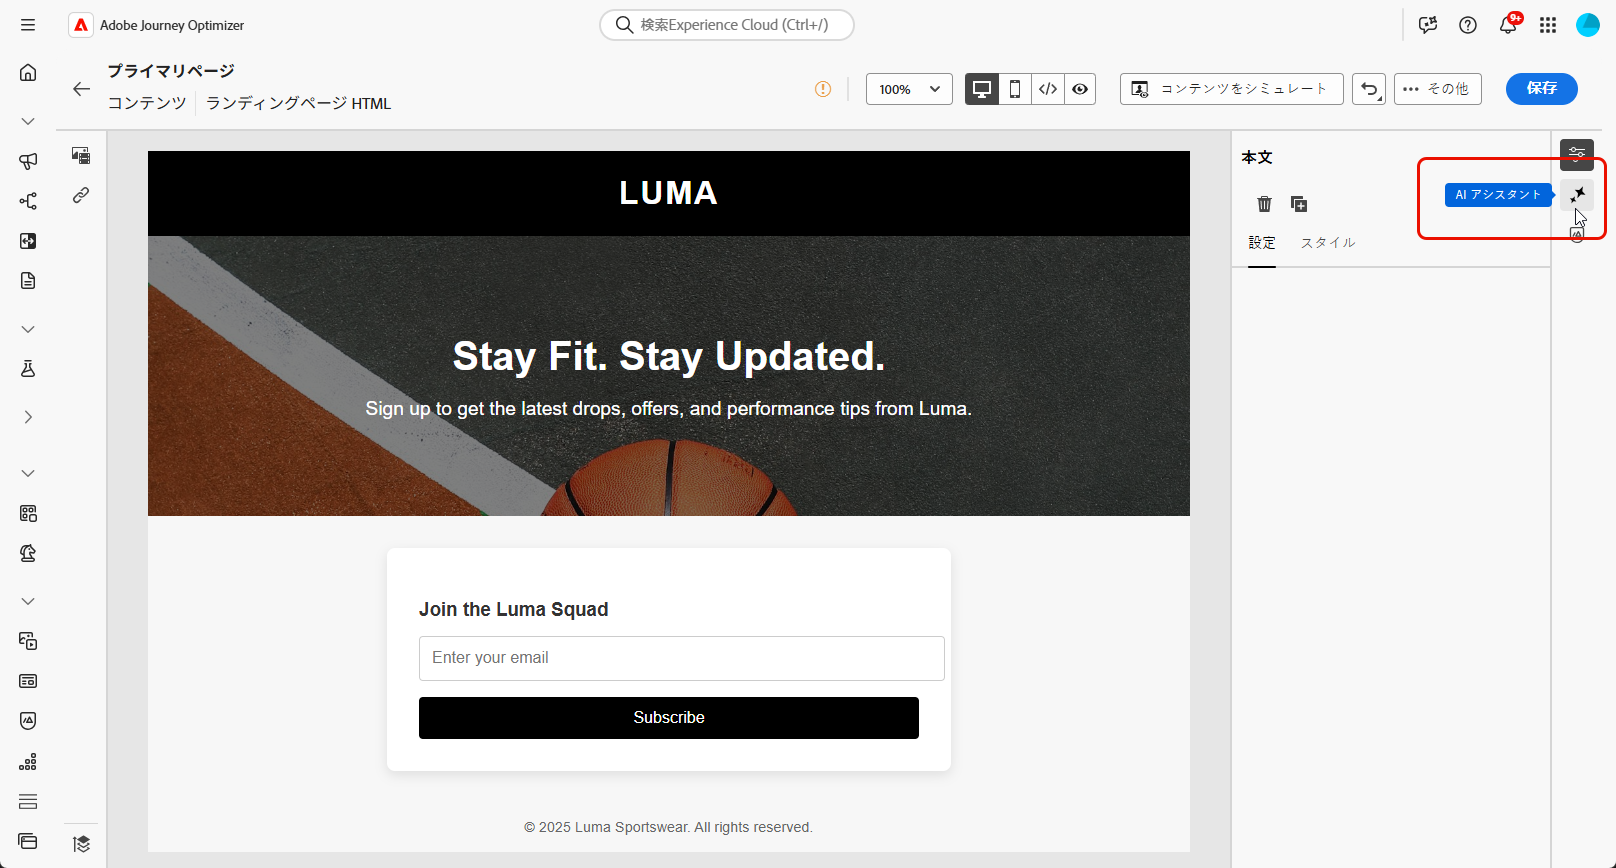 Adobe Journey Optimizer
検索Experience Cloud (Ctrl+/)
9+
プライマリページ
コンテンツ
ランディングページ HTML
100%
コンテンツをシミュレート
その他
保存
本文
AI アシスタント
設定
スタイル
LUMA
Stay Fit. Stay Updated.
Sign up to get the latest drops, offers, and performance tips from Luma.
Join the Luma Squad
Enter your email
Subscribe
© 2025 Luma Sportswear. All rights reserved.